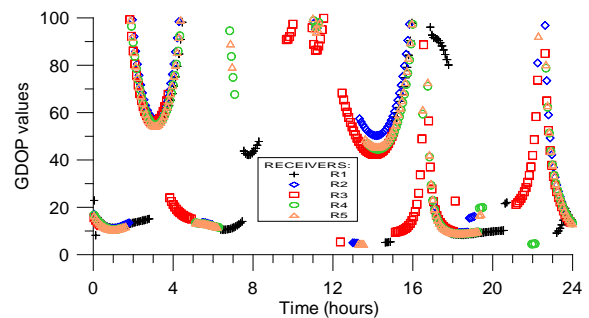 100
80
60
40
20
0
GDOP values
RECEIVERS:
R1
R2
R3
R4
R5
0 4 8 12 16 20 24
Time (hours)